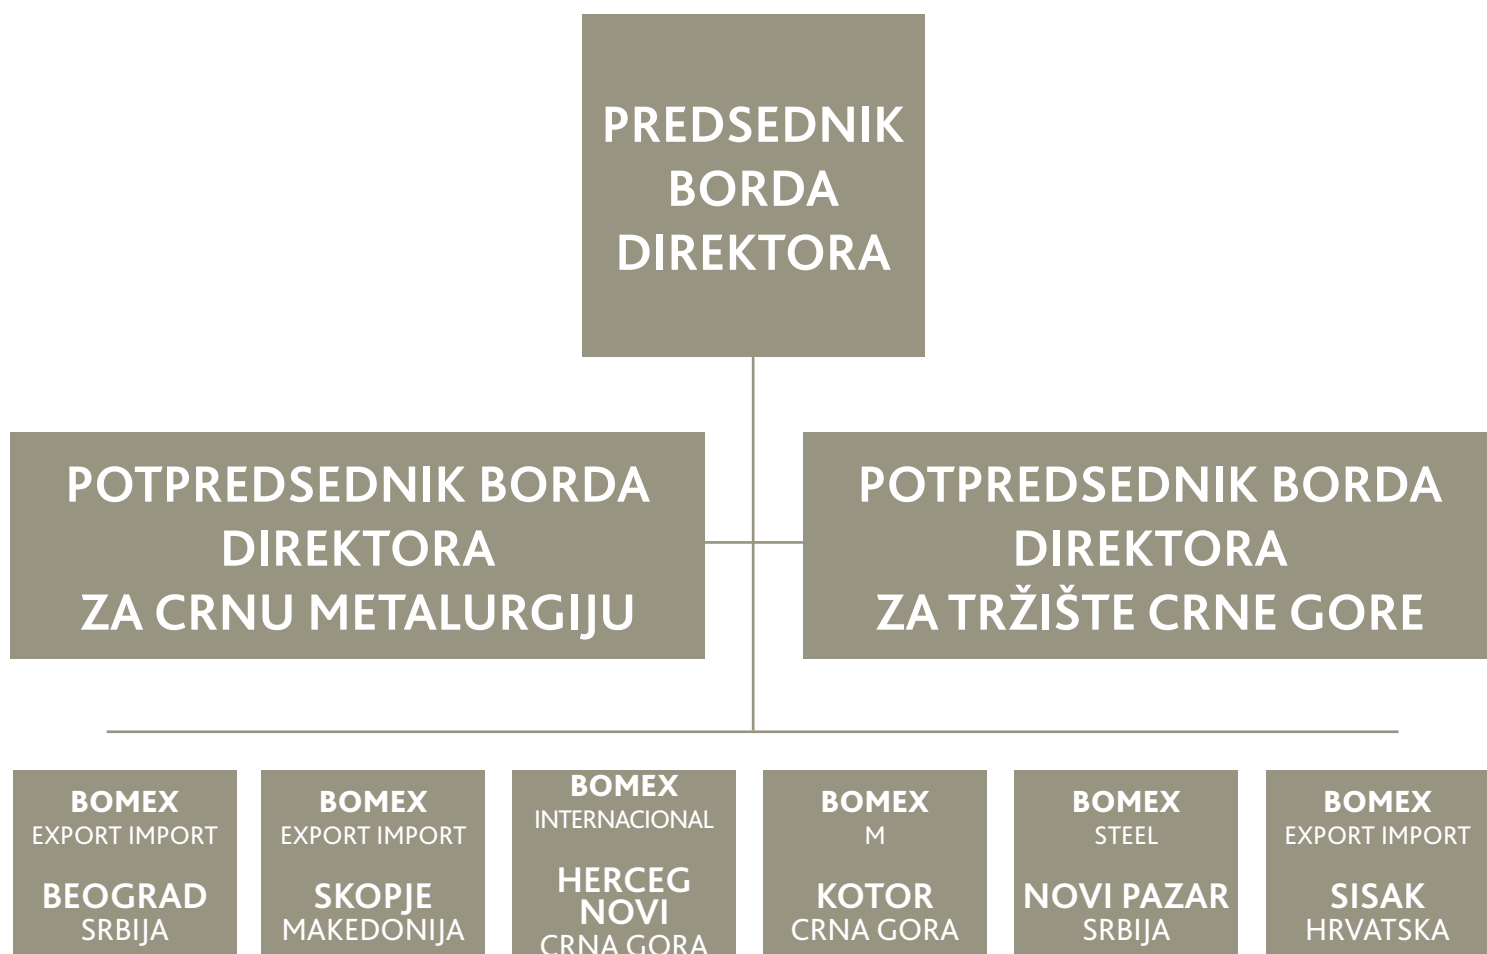 PREDSEDNIK
BORDA
DIREKTORA
POTPREDSEDNIK BORDA
DIREKTORA
ZA CRNU METALURGIJU
POTPREDSEDNIK BORDA
DIREKTORA
ZA TRŽIŠTE CRNE GORE
BOMEX
EXPORT IMPORT
BEOGRAD
SRBIJA
BOMEX
EXPORT IMPORT
SKOPJE
MAKEDONIJA
BOMEX
INTERNACIONAL
HERCEG
NOVI
CRNA GORA
BOMEX
M
KOTOR
CRNA GORA
BOMEX
STEEL
NOVI PAZAR
SRBIJA
BOMEX
EXPORT IMPORT
SISAK
HRVATSKA